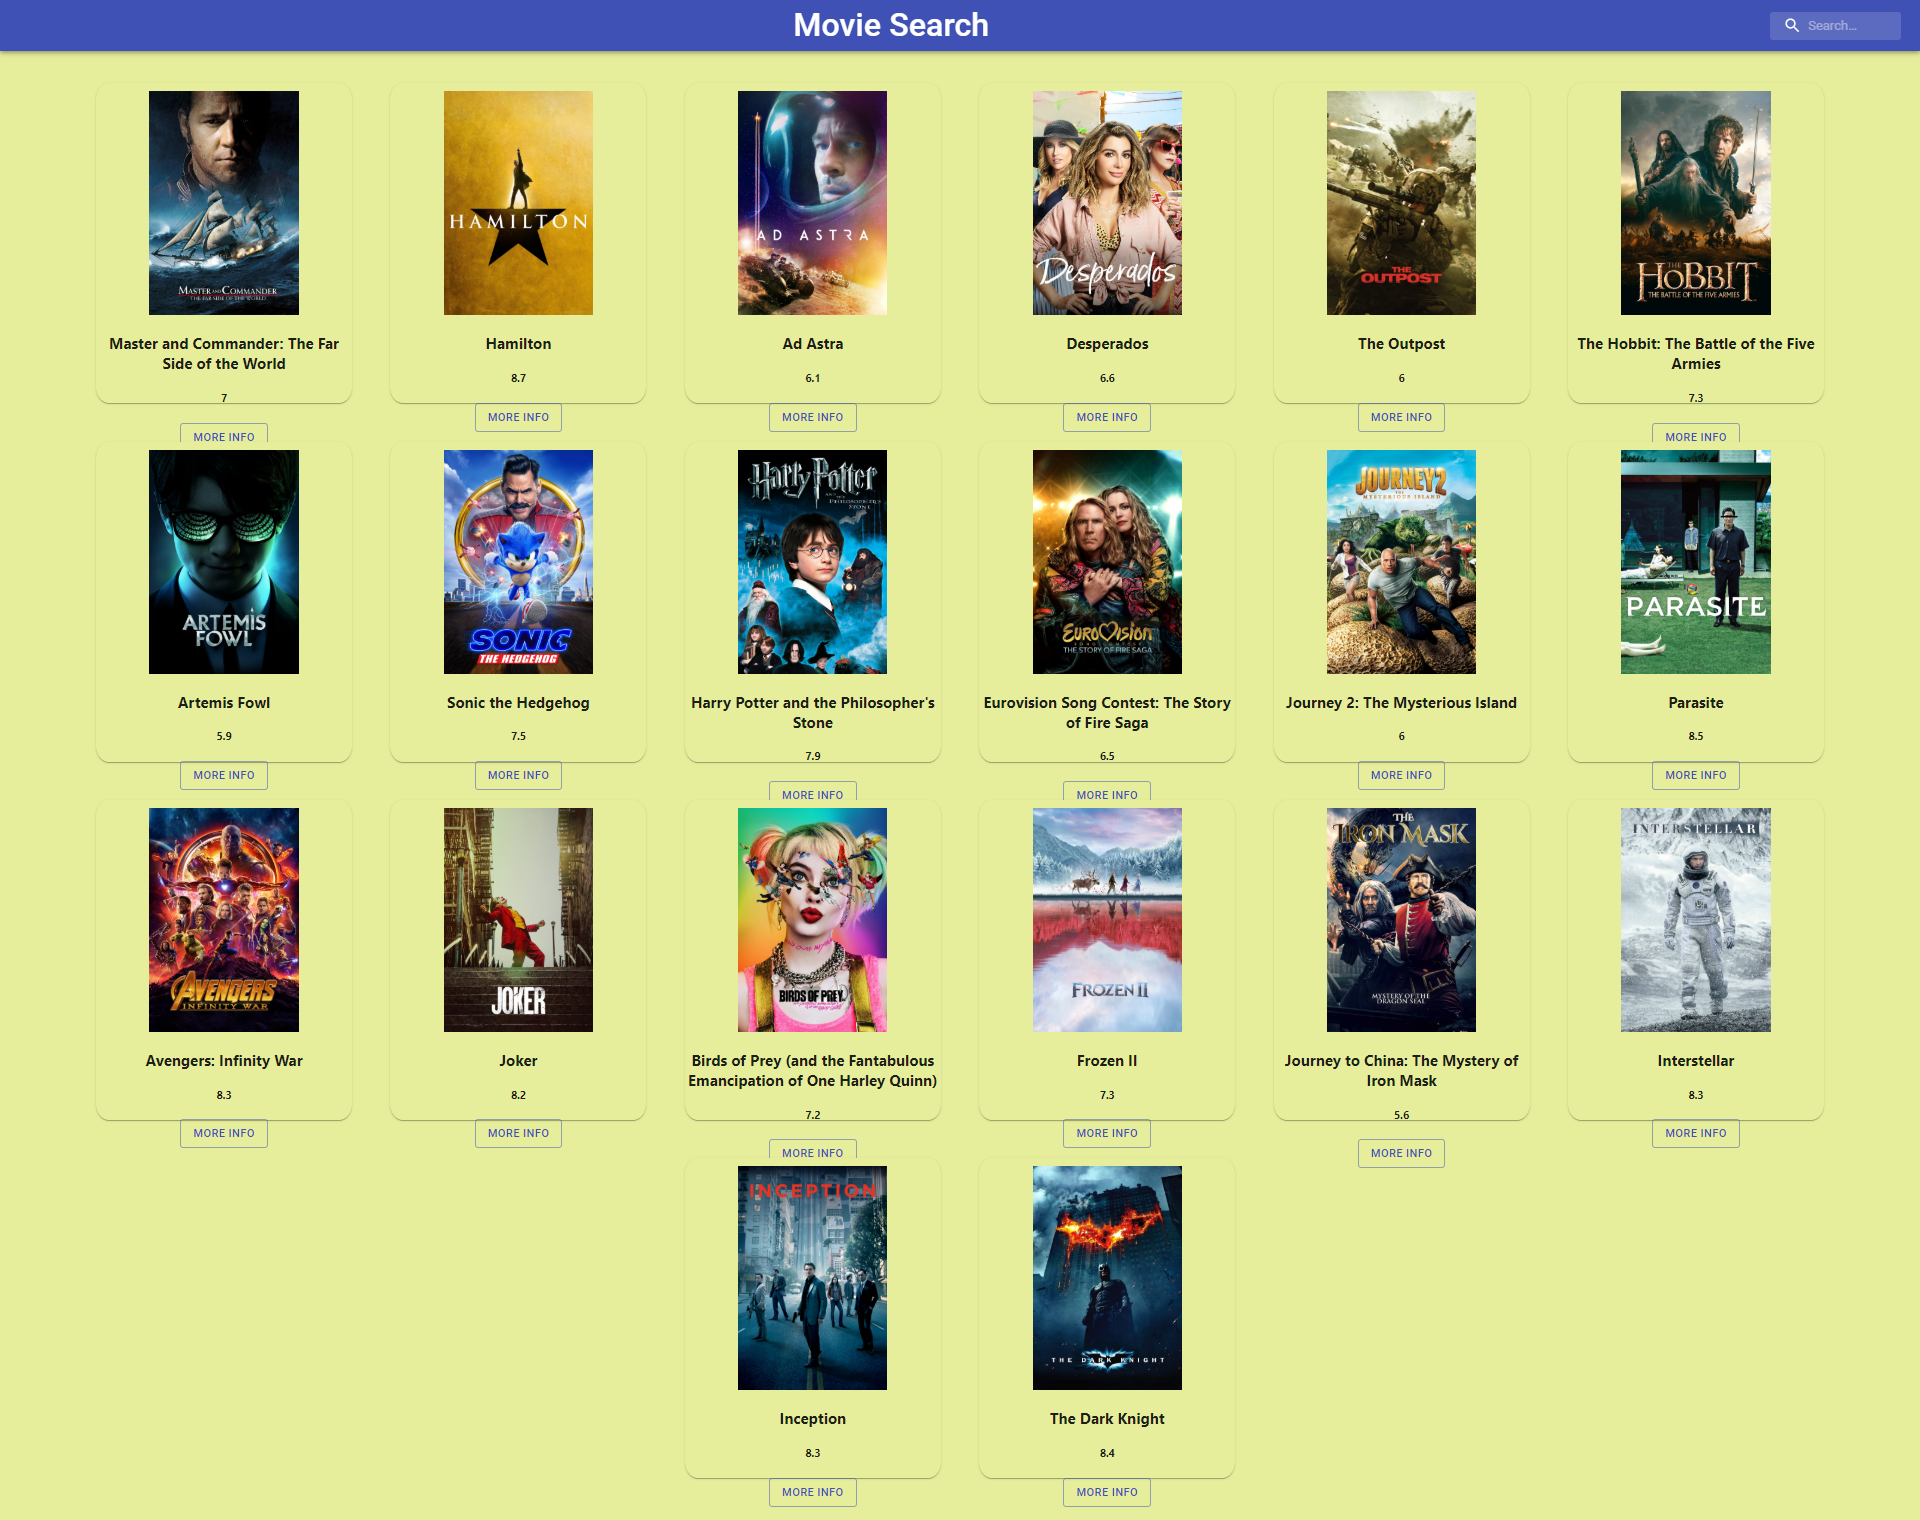 Movie Search
Search...
MASTER AND COMMANDER
THE FAR SIDE OF THE WORLD
HAMILTON
AD ASTRA
Desperados
THE
OUTPOST
THE
HOBBIT
THE BATTLE OF THE FIVE ARMIES
Master and Commander: The Far
Side of the World
7
MORE INFO
Hamilton
8.7
MORE INFO
Ad Astra
6.1
MORE INFO
Desperados
6.6
MORE INFO
The Outpost
6
MORE INFO
The Hobbit: The Battle of the Five
Armies
7.3
MORE INFO
ARTEMIS
FOWL
SONIC
THE HEDGEHOG
Harry Potter
AND THE
PHILOSOPHER'S
STONE
EUROVISION
SONG CONTEST
THE STORY OF FIRE SAGA
JOURNEY 2
THE
MYSTERIOUS ISLAND
PARASITE
Artemis Fowl
5.9
MORE INFO
Sonic the Hedgehog
7.5
MORE INFO
Harry Potter and the Philosopher's
Stone
7.9
MORE INFO
Eurovision Song Contest: The Story
of Fire Saga
6.5
MORE INFO
Journey 2: The Mysterious Island
6
MORE INFO
Parasite
8.5
MORE INFO
AVENGERS
INFINITY WAR
JOKER
BIRDS OF PREY
FROZEN II
THE
IRON MASK
MYSTERY OF THE
DRAGON SEAL
INTERSTELLAR
Avengers: Infinity War
8.3
MORE INFO
Joker
8.2
MORE INFO
Birds of Prey (and the Fantabulous
Emancipation of One Harley Quinn)
7.2
MORE INFO
Frozen II
7.3
MORE INFO
Journey to China: The Mystery of
Iron Mask
5.6
MORE INFO
Interstellar
8.3
MORE INFO
INCEPTION
THE DARK KNIGHT
Inception
8.3
MORE INFO
The Dark Knight
8.4
MORE INFO